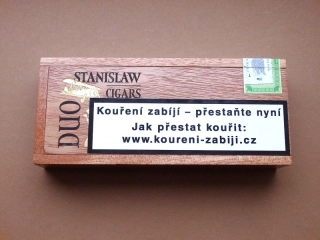 STANISLAW
CIGARS
DUO
Kouření zabíjí – přestaňte nyní
Jak přestat kouřit:
www.koureni-zabiji.cz